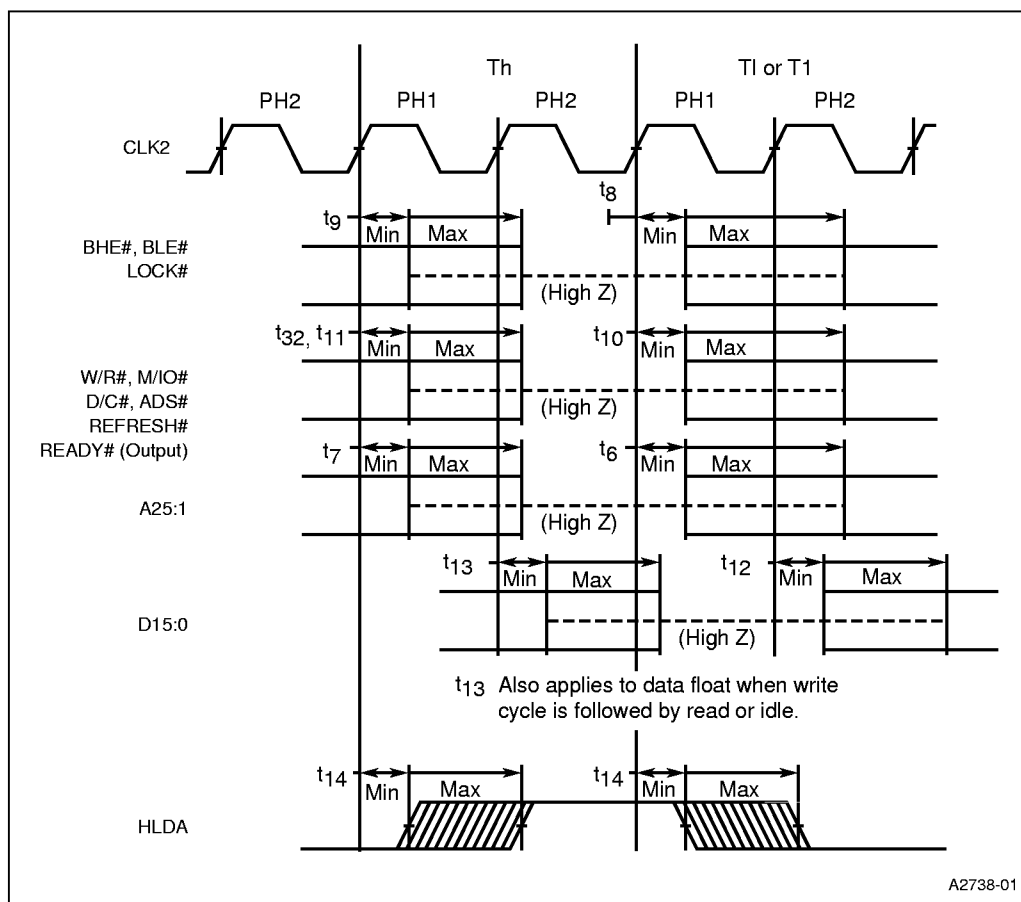 Th
TI or T1
PH2
PH1
PH2
PH1
PH2
CLK2
t8
t9
Min
Max
Min
Max
BHE#, BLE#
LOCK#
(High Z)
t32, t11
Min
Max
t10
Min
Max
W/R#, M/IO#
D/C#, ADS#
REFRESH#
READY# (Output)
(High Z)
t7
Min
Max
t6
Min
Max
A25:1
(High Z)
t13
Min
Max
t12
Min
Max
D15:0
(High Z)
t13 Also applies to data float when write
cycle is followed by read or idle.
t14
Min
Max
t14
Min
Max
HLDA
A2738-01